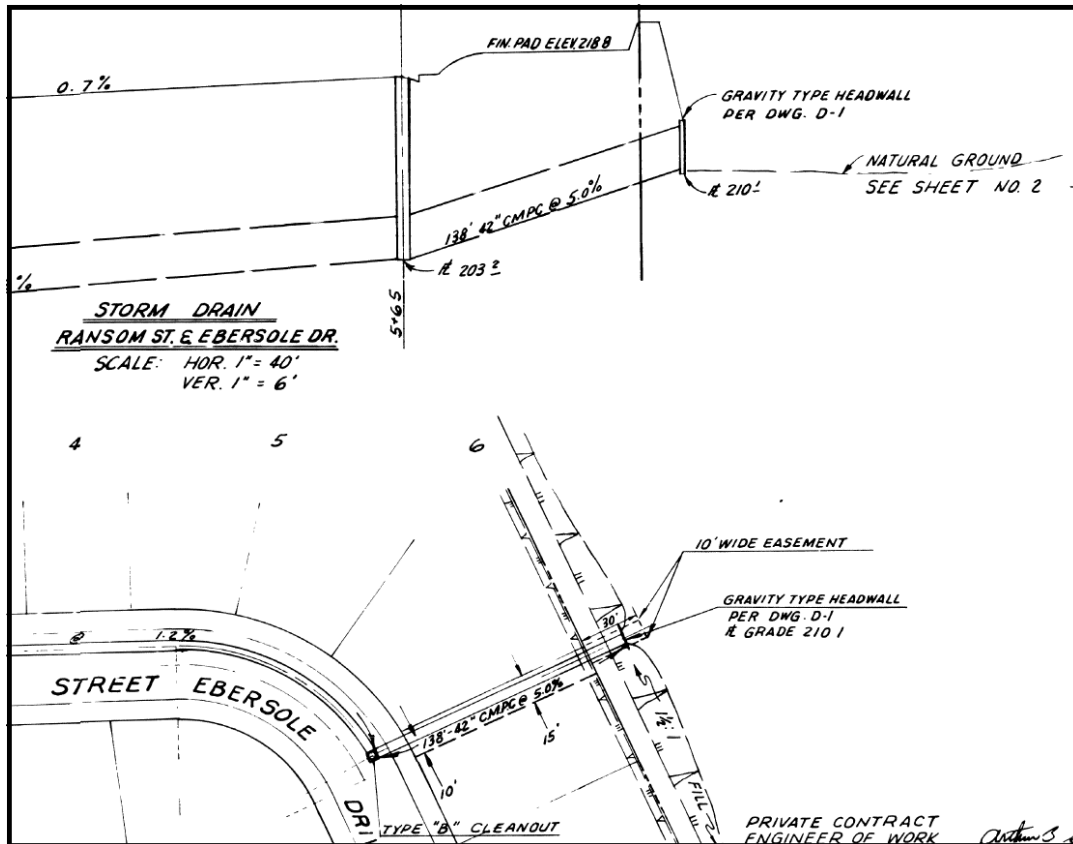 FIN. PAD ELEV. 218 8
0.7%
GRAVITY TYPE HEADWALL
PER DWG. D-1
NATURAL GROUND
SEE SHEET NO. 2
℄ 210 1
138' 42" CMPC @ 5.0%
℄ 203 2
%
5+65
STORM DRAIN
RANSOM ST. & EBERSOLE DR.
SCALE: HOR. 1" = 40'
VER. 1" = 6'
4
5
6
10' WIDE EASEMENT
GRAVITY TYPE HEADWALL
PER DWG. D-1
℄ GRADE 210 1
30'
@ 1.2%
STREET EBERSOLE
138'-42" CMPC @ 5.0%
15'
1½:1
10'
FILL
TYPE "B" CLEANOUT
PRIVATE CONTRACT
ENGINEER OF WORK